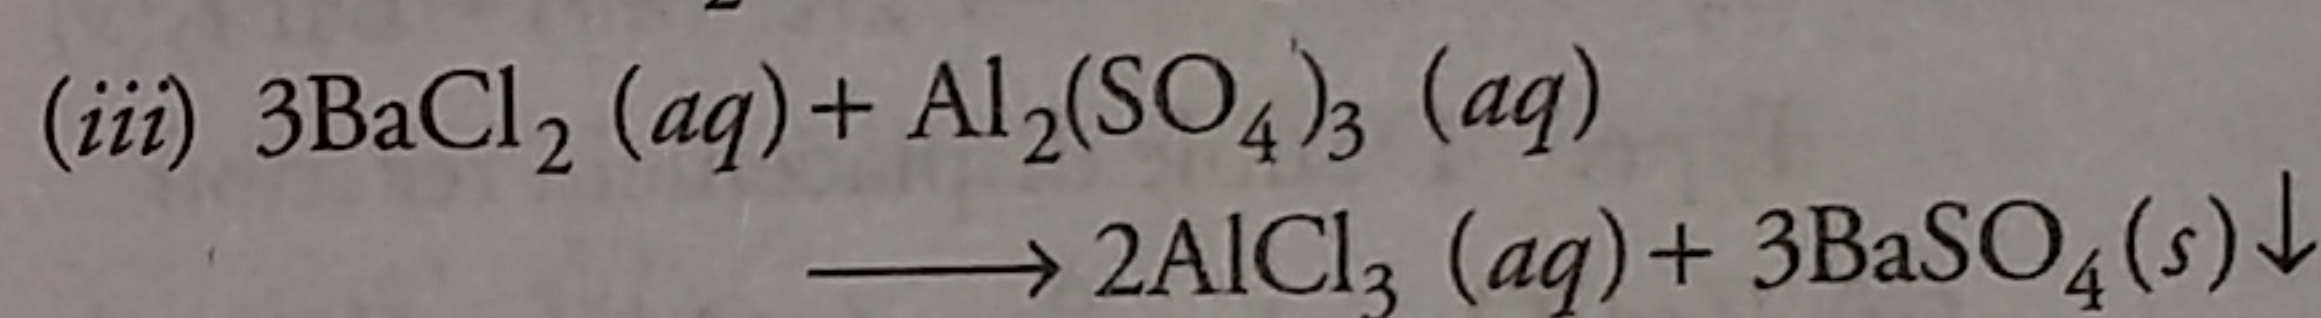 (iii) 3BaCl₂ (aq) + Al₂(SO₄)₃ (aq)
⟶ 2AlCl₃ (aq) + 3BaSO₄(s)↓